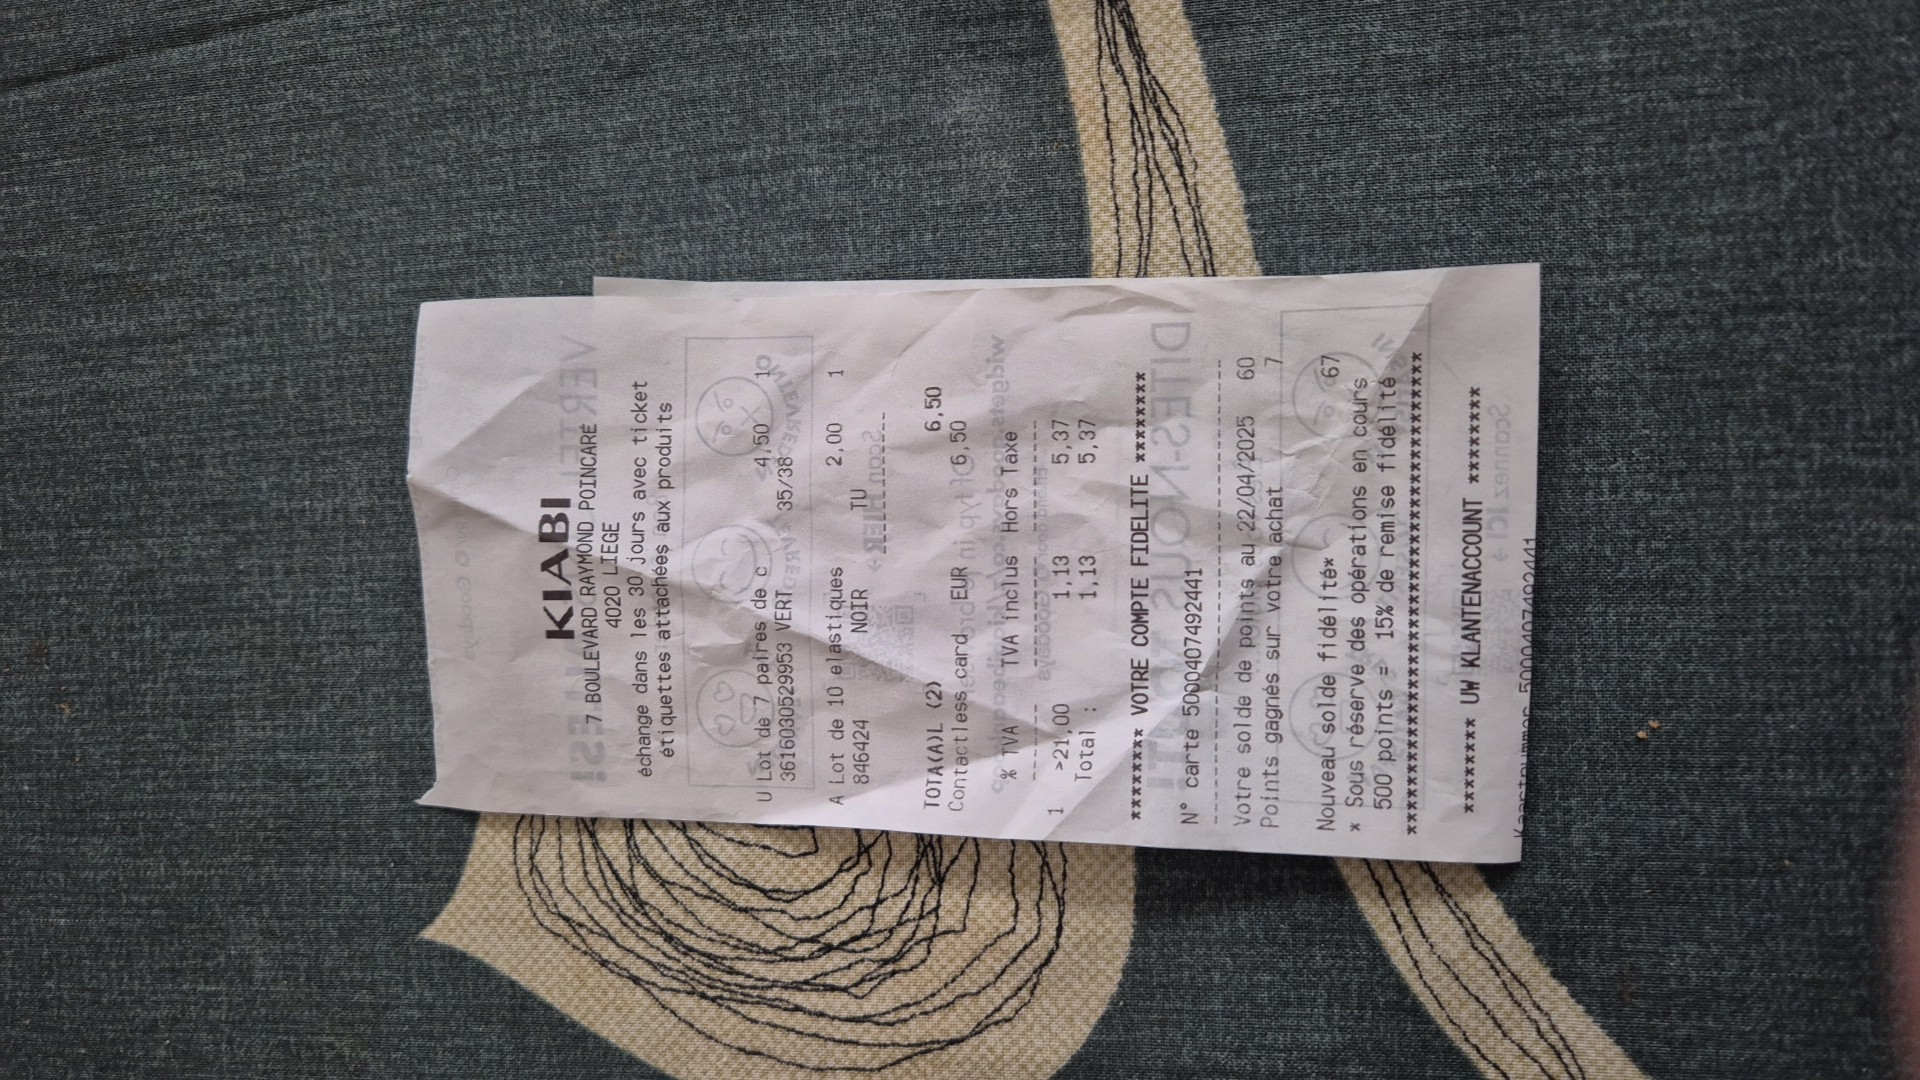 KIABI
7 BOULEVARD RAYMOND POINCARÉ
4020 LIEGE
échange dans les 30 jours avec ticket
étiquettes attachées aux produits
U Lot de 7 paires de c 4,50 1
3616030529953 VERT 35/38
A Lot de 10 elastiques 2,00 1
846424 NOIR TU
TOTA(A)L (2) 6,50
Contactless card EUR 6,50
% TVA TVA inclus Hors Taxe
1 >21,00 1,13 5,37
Total : 1,13 5,37
******** VOTRE COMPTE FIDELITE ********
N° carte 5000407492441
Votre solde de points au 22/04/2025 60
Points gagnés sur votre achat 7
Nouveau solde fidélité* 67
* Sous réserve des opérations en cours
500 points = 15% de remise fidélité
******** UW KLANTENACCOUNT ********
5000407492441